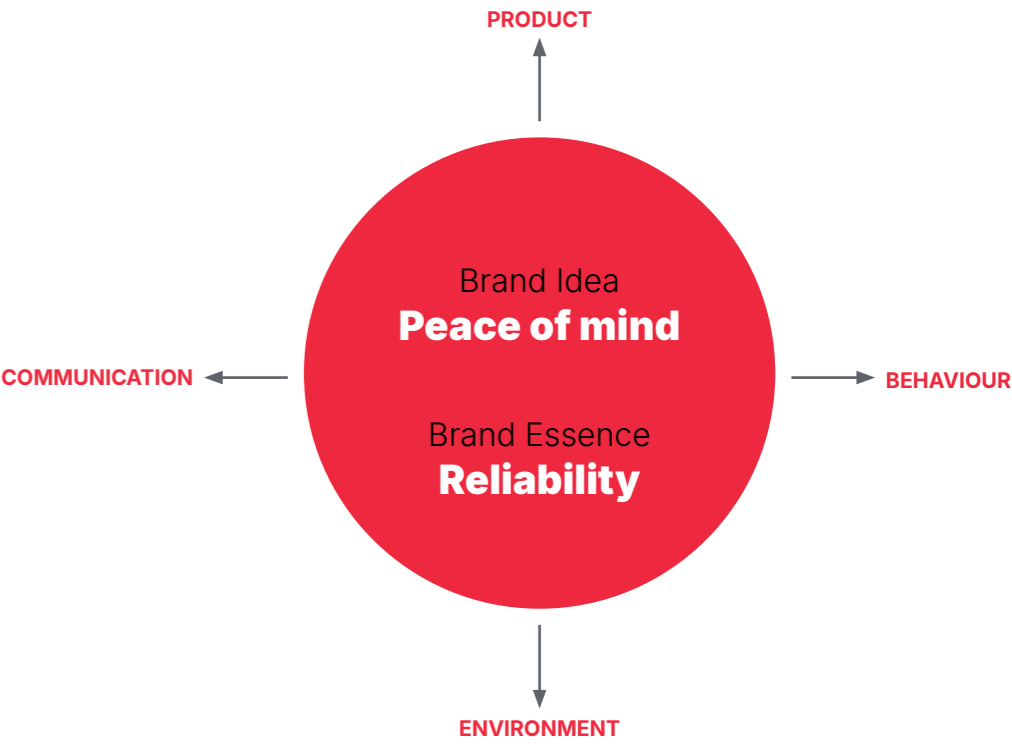 PRODUCT
Brand Idea
Peace of mind
COMMUNICATION
BEHAVIOUR
Brand Essence
Reliability
ENVIRONMENT